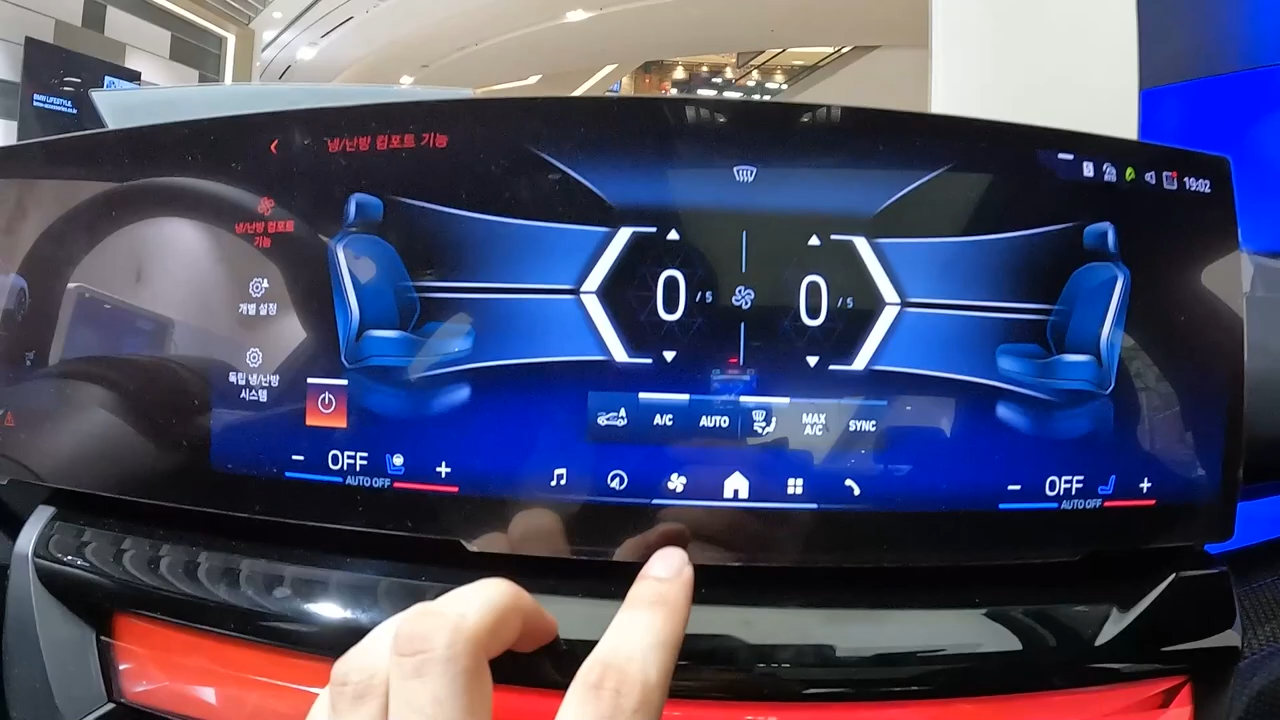 BMW LIFESTYLE.
냉/난방 컴포트 기능
19:02
냉/난방 컴포트
기능
개별 설정
독립 냉/난방
시스템
0 / 5
0 / 5
A/C
AUTO
MAX
A/C
SYNC
− OFF +
AUTO OFF
− OFF +
AUTO OFF